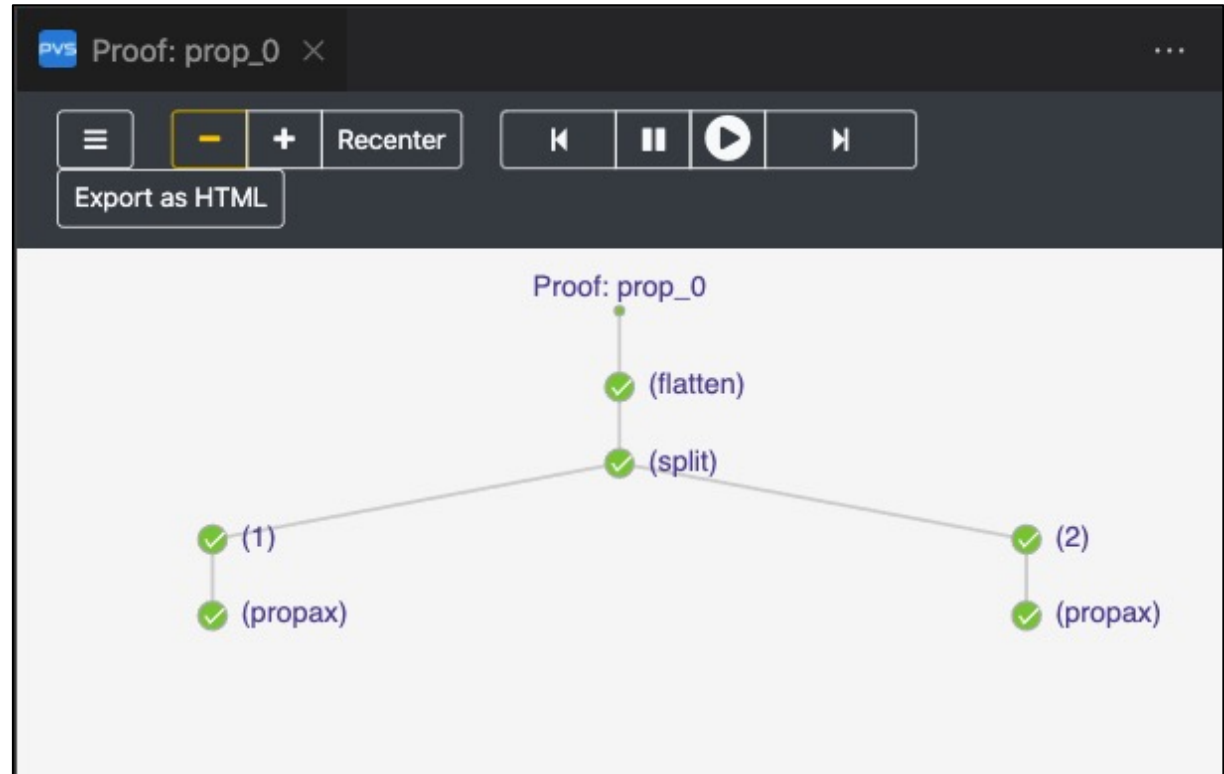 PVS Proof: prop_0
Recenter
Export as HTML
Proof: prop_0
(flatten)
(split)
(1) (2)
(propax) (propax)